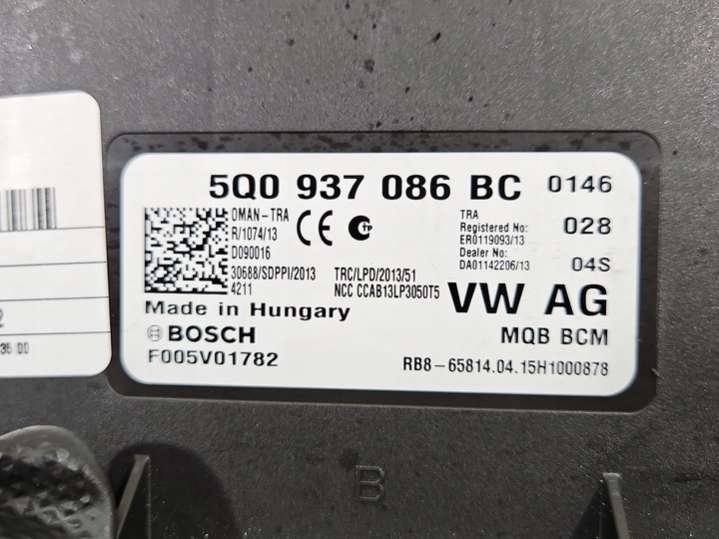 5Q0 937 086 BC 0146
OMAN-TRA
R/1074/13
D090016
30688/SDPPI/2013
4211
CE
TRC/LPD/2013/51
NCC CCAB13LP3050T5
TRA
Registered No:
ER0119093/13
Dealer No:
DA01142206/13
028
04S
Made in Hungary
BOSCH
F005V01782
VW AG
MQB BCM
RB8-65814.04.15H1000878
B